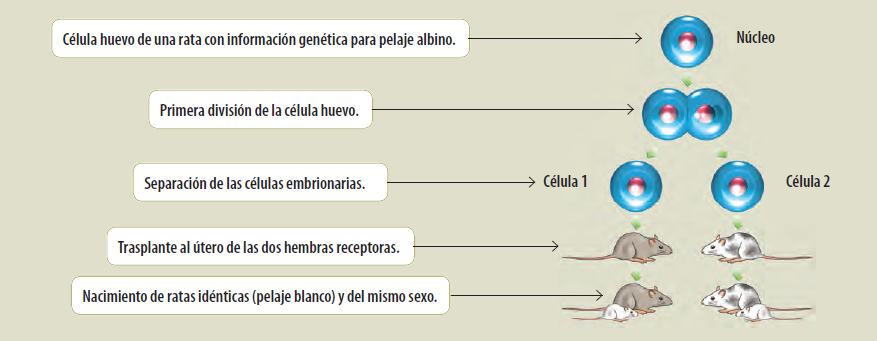 Célula huevo de una rata con información genética para pelaje albino.
Núcleo
Primera división de la célula huevo.
Separación de las células embrionarias.
Célula 1
Célula 2
Trasplante al útero de las dos hembras receptoras.
Nacimiento de ratas idénticas (pelaje blanco) y del mismo sexo.